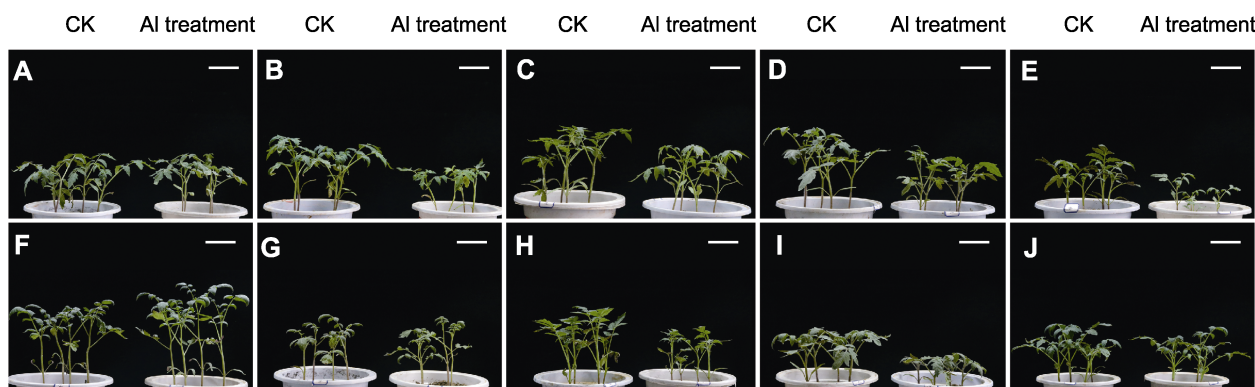 CK Al treatment CK Al treatment CK Al treatment CK Al treatment CK Al treatment
A B C D E
F G H I J